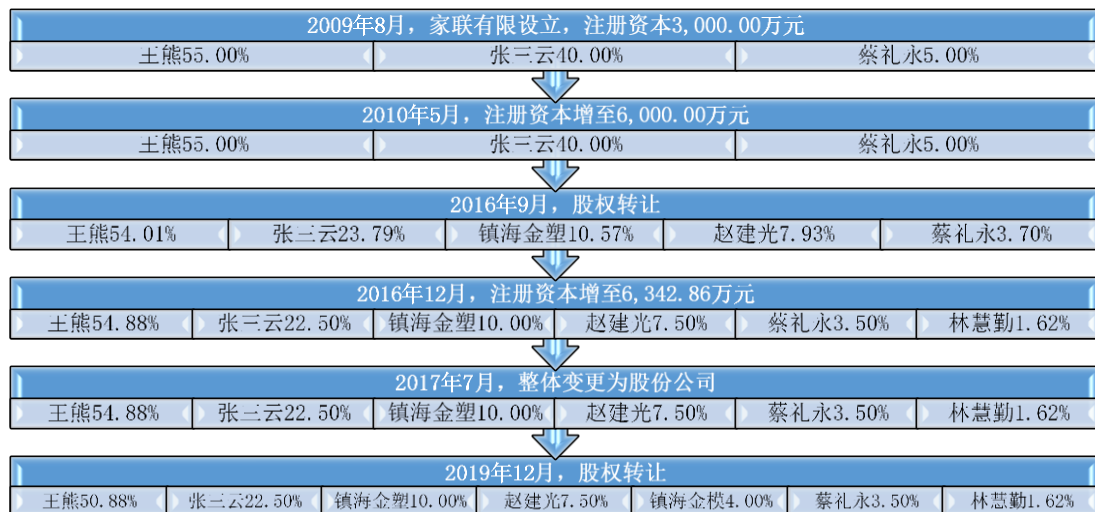 2009年8月，家联有限设立，注册资本3,000.00万元
王熊55.00% 张三云40.00% 蔡礼永5.00%
2010年5月，注册资本增至6,000.00万元
王熊55.00% 张三云40.00% 蔡礼永5.00%
2016年9月，股权转让
王熊54.01% 张三云23.79% 镇海金塑10.57% 赵建光7.93% 蔡礼永3.70%
2016年12月，注册资本增至6,342.86万元
王熊54.88% 张三云22.50% 镇海金塑10.00% 赵建光7.50% 蔡礼永3.50% 林慧勤1.62%
2017年7月，整体变更为股份公司
王熊54.88% 张三云22.50% 镇海金塑10.00% 赵建光7.50% 蔡礼永3.50% 林慧勤1.62%
2019年12月，股权转让
王熊50.88% 张三云22.50% 镇海金塑10.00% 赵建光7.50% 镇海金模4.00% 蔡礼永3.50% 林慧勤1.62%